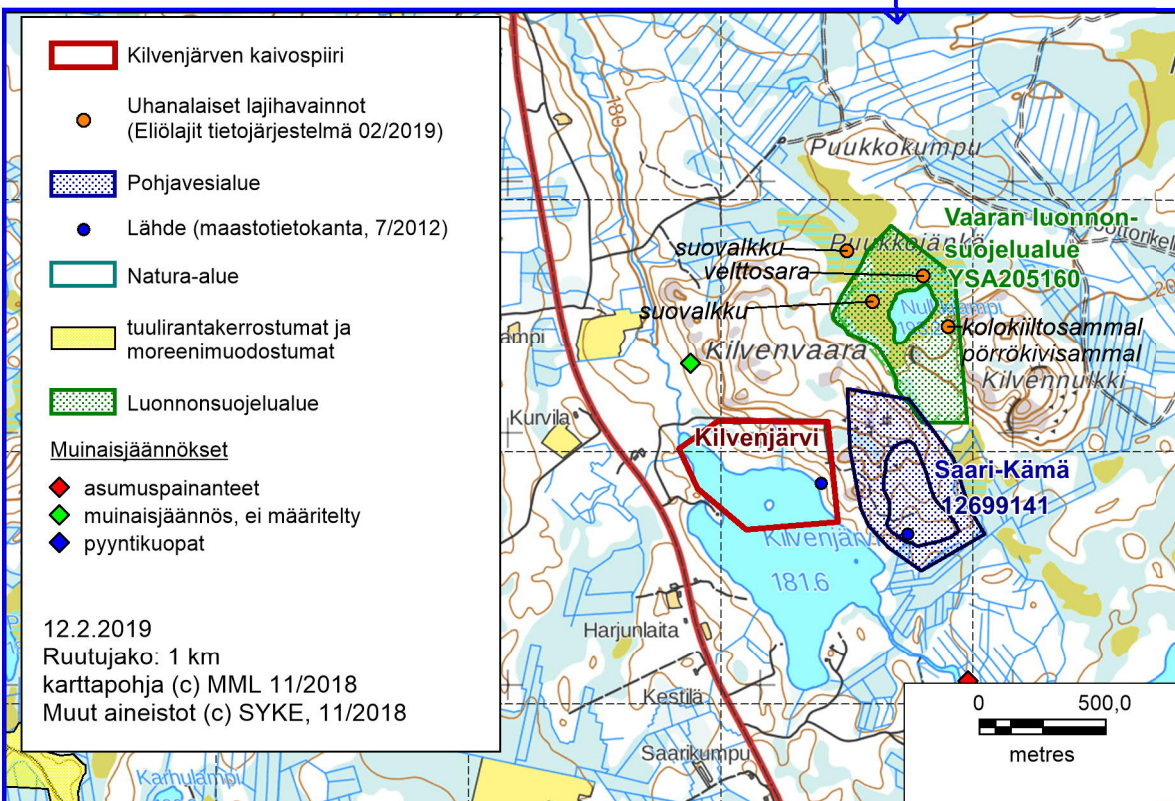 Kilvenjärven kaivospiiri
Uhanalaiset lajihavainnot
(Eliölajit tietojärjestelmä 02/2019)
Pohjavesialue
Lähde (maastotietokanta, 7/2012)
Natura-alue
tuulirantakerrostumat ja
moreenimuodostumat
Luonnonsuojelualue
Muinaisjäännökset
asumuspainanteet
muinaisjäännös, ei määritelty
pyyntikuopat
12.2.2019
Ruutujako: 1 km
karttapohja (c) MML 11/2018
Muut aineistot (c) SYKE, 11/2018
180
Puukkokumpu
Vaaran luonnon-
suojelualue
YSA205160
suovalkku
Puukkojänkä
velttosara
suovalkku
kolokiiltosammal
pörrökivisammal
ampi
Kilvenvaara
Kilvennulkki
Kurvila
Kilvenjärvi
Saari-Kämä
12699141
Kilvenjärvi
181.6
Harjunlaita
Kestilä
Saarikumpu
Karhulampi
0 500,0
metres